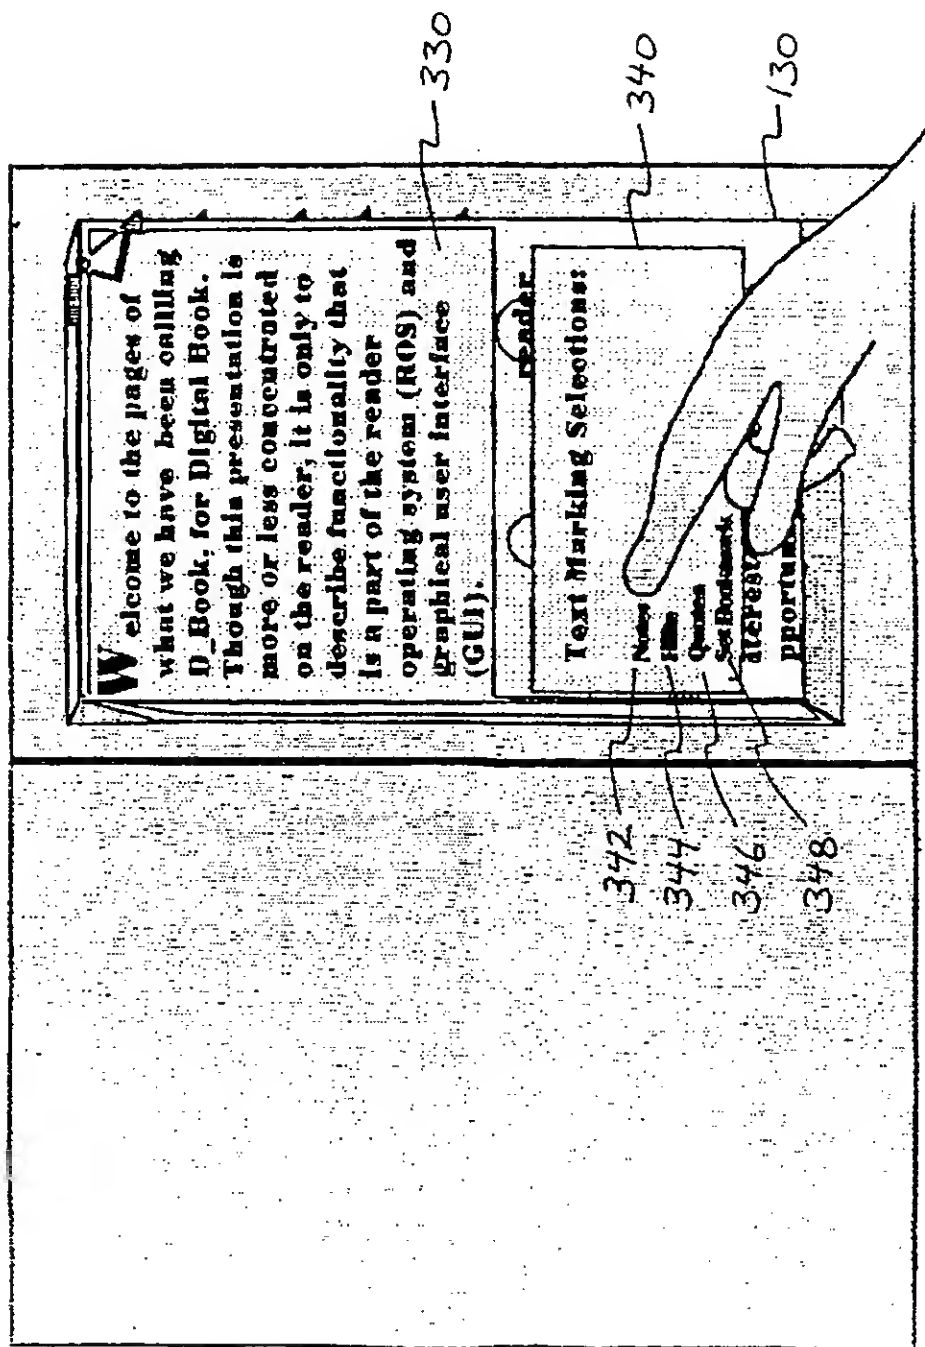 Welcome to the pages of
what we have been callling
D_Book, for Digital Book.
Though this presentation is
more or less concentrated
on the reader, it is only to
describe functionality that
is a part of the reader
operating system (ROS) and
graphical user interface
(GUI).
reader
Text Marking Selections:
Notes
Quotes
Set Bookmark
pportun
330
340
130
342
344
346
348